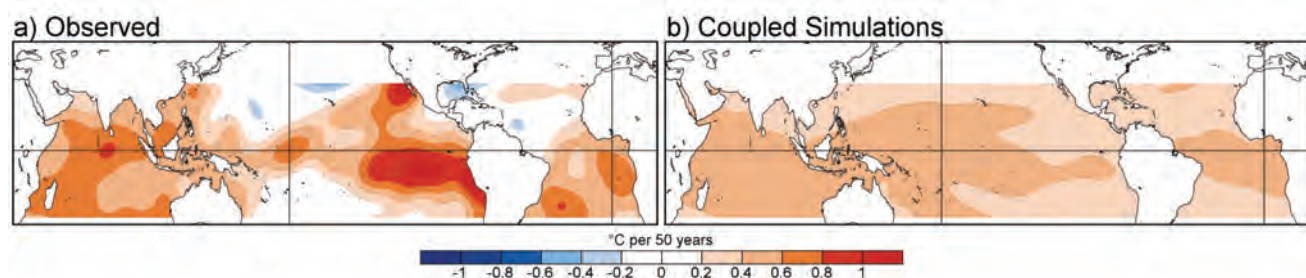 a) Observed
b) Coupled Simulations
°C per 50 years
-1 -0.8 -0.6 -0.4 -0.2 0 0.2 0.4 0.6 0.8 1